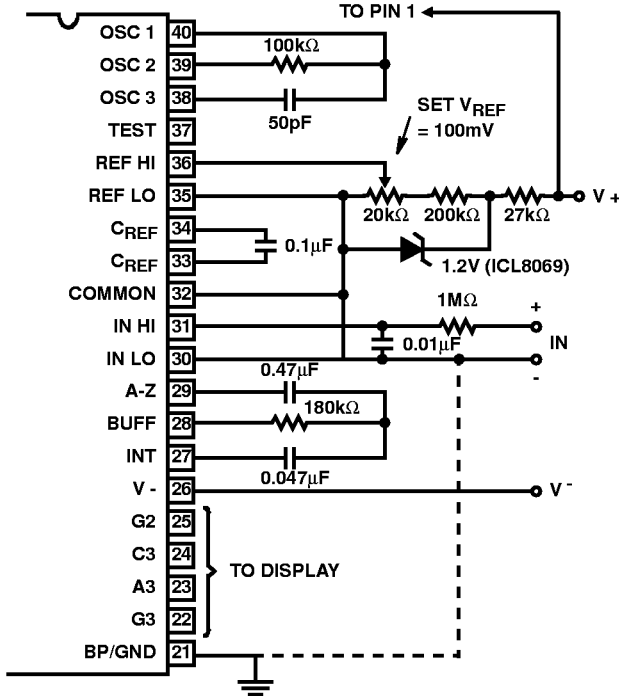 TO PIN 1
OSC 1 40
100kΩ
OSC 2 39
OSC 3 38
50pF
SET VREF
= 100mV
TEST 37
REF HI 36
REF LO 35
V +
20kΩ 200kΩ 27kΩ
CREF 34
0.1µF
CREF 33
1.2V (ICL8069)
COMMON 32
1MΩ
+
IN HI 31
0.01µF
IN
IN LO 30
-
0.47µF
A-Z 29
180kΩ
BUFF 28
INT 27
0.047µF
V - 26
V -
G2 25
C3 24
TO DISPLAY
A3 23
G3 22
BP/GND 21